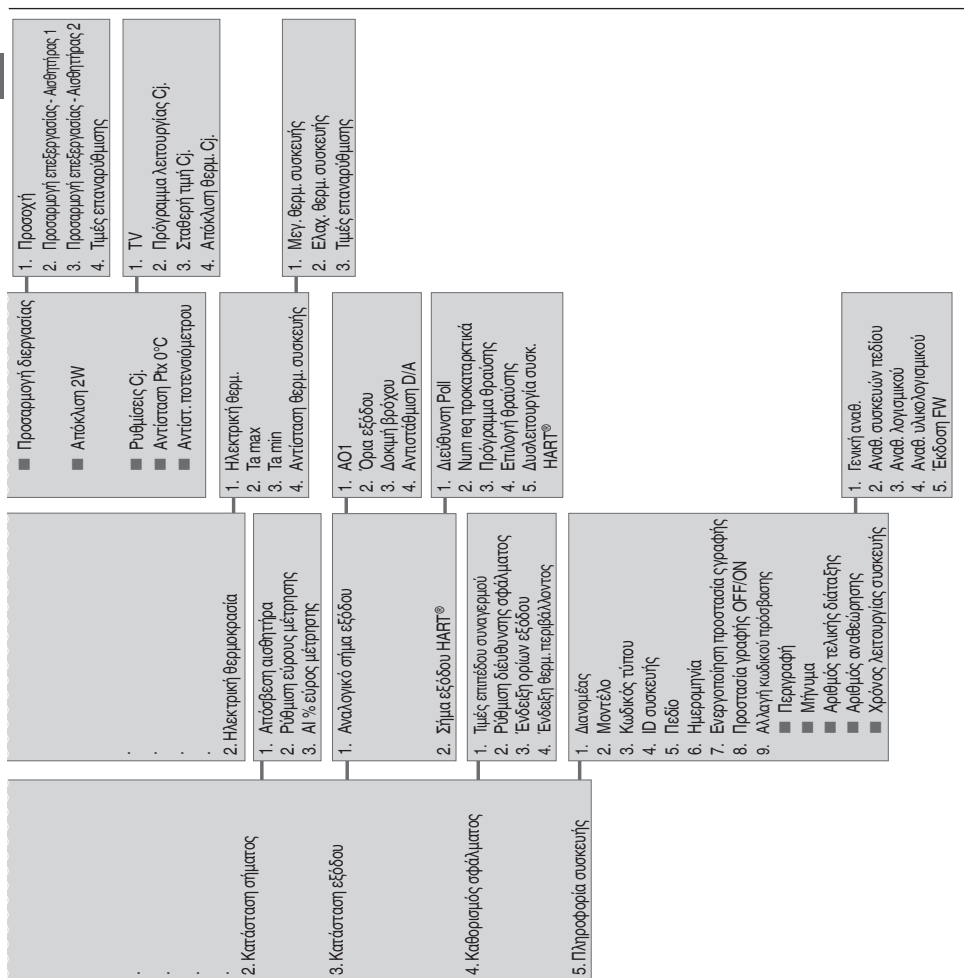 2. Κατάσταση σήματος
3. Κατάσταση εξόδου
4. Καθορισμός σφάλματος
5. Πληροφορία συσκευής
2. Ηλεκτρική θερμοκρασία
1. Απόσβεση αισθητήρα
2. Ρύθμιση εύρους μέτρησης
3. AI % εύρος μέτρησης
1. Αναλογικό σήμα εξόδου
2. Σήμα εξόδου HART®
1. Τιμές επιπέδου συναγερμού
2. Ρύθμιση διεύθυνσης σφάλματος
3. Ένδειξη ορίων εξόδου
4. Ένδειξη θερμ. περιβάλλοντος
1. Διανομέας
2. Μοντέλο
3. Κωδικός τύπου
4. ID συσκευής
5. Πεδίο
6. Ημερομηνία
7. Ενεργοποίηση προστασία ςγραφής
8. Προστασία γραφής OFF/ON
9. Αλλαγή κωδικού πρόσβασης
■ Περιγραφή
■ Μήνυμα
■ Αριθμός τελικής διάταξης
■ Αριθμός αναθεώρησης
■ Χρόνος λειτουργίας συσκευής
■ Προσαρμογή διεργασίας
■ Απόκλιση 2W
■ Ρυθμίσεις Cj.
■ Αντίσταση Ptx 0°C
■ Αντίστ. ποτενσιόμετρου
1. Ηλεκτρική θερμ.
2. Ta max
3. Ta min
4. Αντίσταση θερμ. συσκευής
1. AO1
2. Όρια εξόδου
3. Δοκιμή βρόχου
4. Αντιστάθμιση D/A
1. Διεύθυνση Poll
2. Num req προκαταρκτικά
3. Πρόγραμμα θραύσης
4. Επιλογή θραύσης
5. Δυσλειτουργία συσκ.
HART®
1. Γενική αναθ.
2. Αναθ. συσκευών πεδίου
3. Αναθ. λογισμικού
4. Αναθ. υλικολογισμικού
5. Έκδοση FW
1. Προσοχή
2. Προσαρμογή επεξεργασίας - Αισθητήρας 1
3. Προσαρμογή επεξεργασίας - Αισθητήρας 2
4. Τιμές επαναρύθμισης
1. TV
2. Πρόγραμμα λειτουργίας Cj.
3. Σταθερή τιμή Cj.
4. Απόκλιση θερμ. Cj.
1. Μεγ. θερμ. συσκευής
2. Ελαχ. θερμ. συσκευής
3. Τιμές επαναρύθμισης